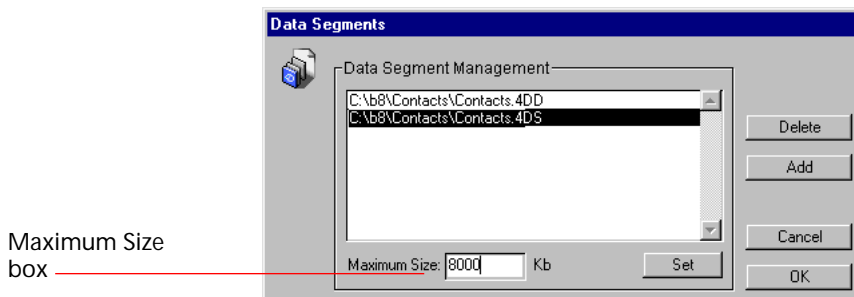 Data Segments
Data Segment Management
C:\b8\Contacts\Contacts.4DD
C:\b8\Contacts\Contacts.4DS
Delete
Add
Maximum Size
box
Maximum Size: 8000 Kb
Set
Cancel
OK